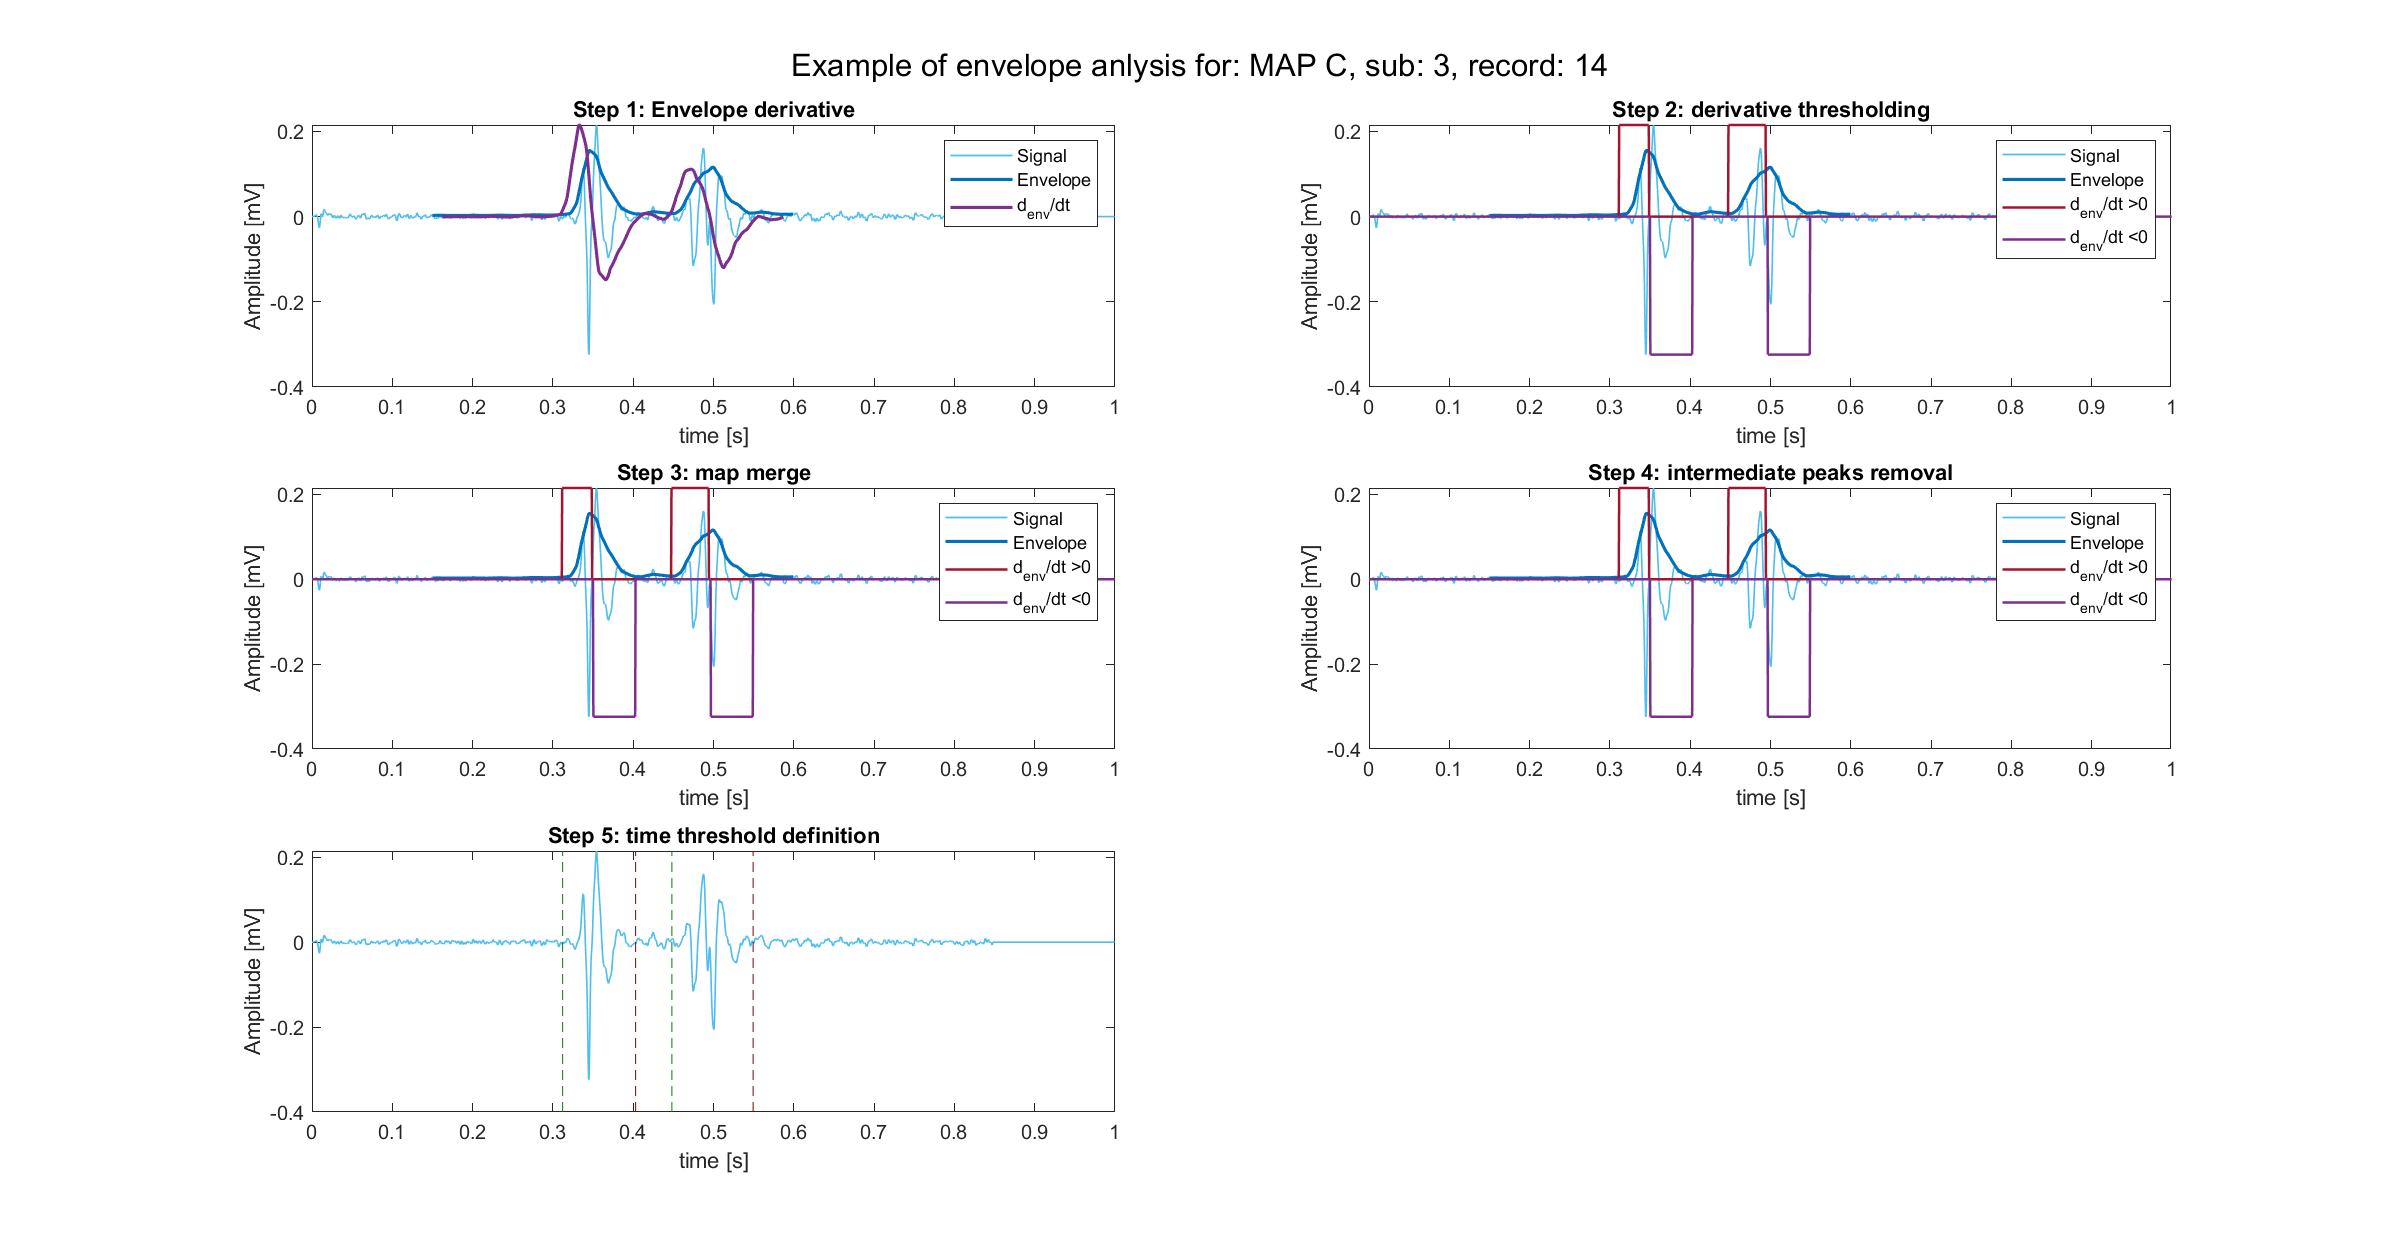 Example of envelope anlysis for: MAP C, sub: 3, record: 14
Step 1: Envelope derivative
0.2
0
-0.2
-0.4
Amplitude [mV]
0 0.1 0.2 0.3 0.4 0.5 0.6 0.7 0.8 0.9 1
time [s]
Signal
Envelope
d_env/dt
Step 2: derivative thresholding
0.2
0
-0.2
-0.4
Amplitude [mV]
0 0.1 0.2 0.3 0.4 0.5 0.6 0.7 0.8 0.9 1
time [s]
Signal
Envelope
d_env/dt >0
d_env/dt <0
Step 3: map merge
0.2
0
-0.2
-0.4
Amplitude [mV]
0 0.1 0.2 0.3 0.4 0.5 0.6 0.7 0.8 0.9 1
time [s]
Signal
Envelope
d_env/dt >0
d_env/dt <0
Step 4: intermediate peaks removal
0.2
0
-0.2
-0.4
Amplitude [mV]
0 0.1 0.2 0.3 0.4 0.5 0.6 0.7 0.8 0.9 1
time [s]
Signal
Envelope
d_env/dt >0
d_env/dt <0
Step 5: time threshold definition
0.2
0
-0.2
-0.4
Amplitude [mV]
0 0.1 0.2 0.3 0.4 0.5 0.6 0.7 0.8 0.9 1
time [s]